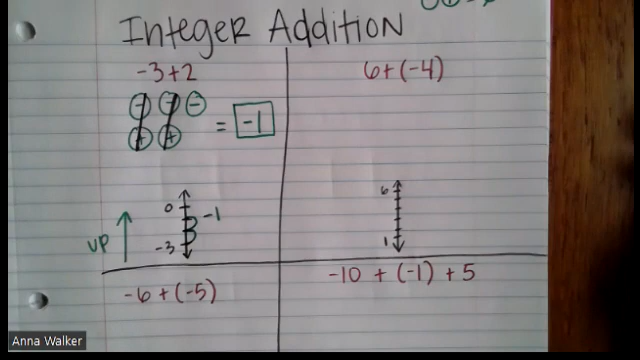 Integer Addition
-3+2
6+(-4)
- - -
+ +
= -1
0
-1
-3
UP
6
1
-6+(-5)
-10 + (-1) + 5
Anna Walker